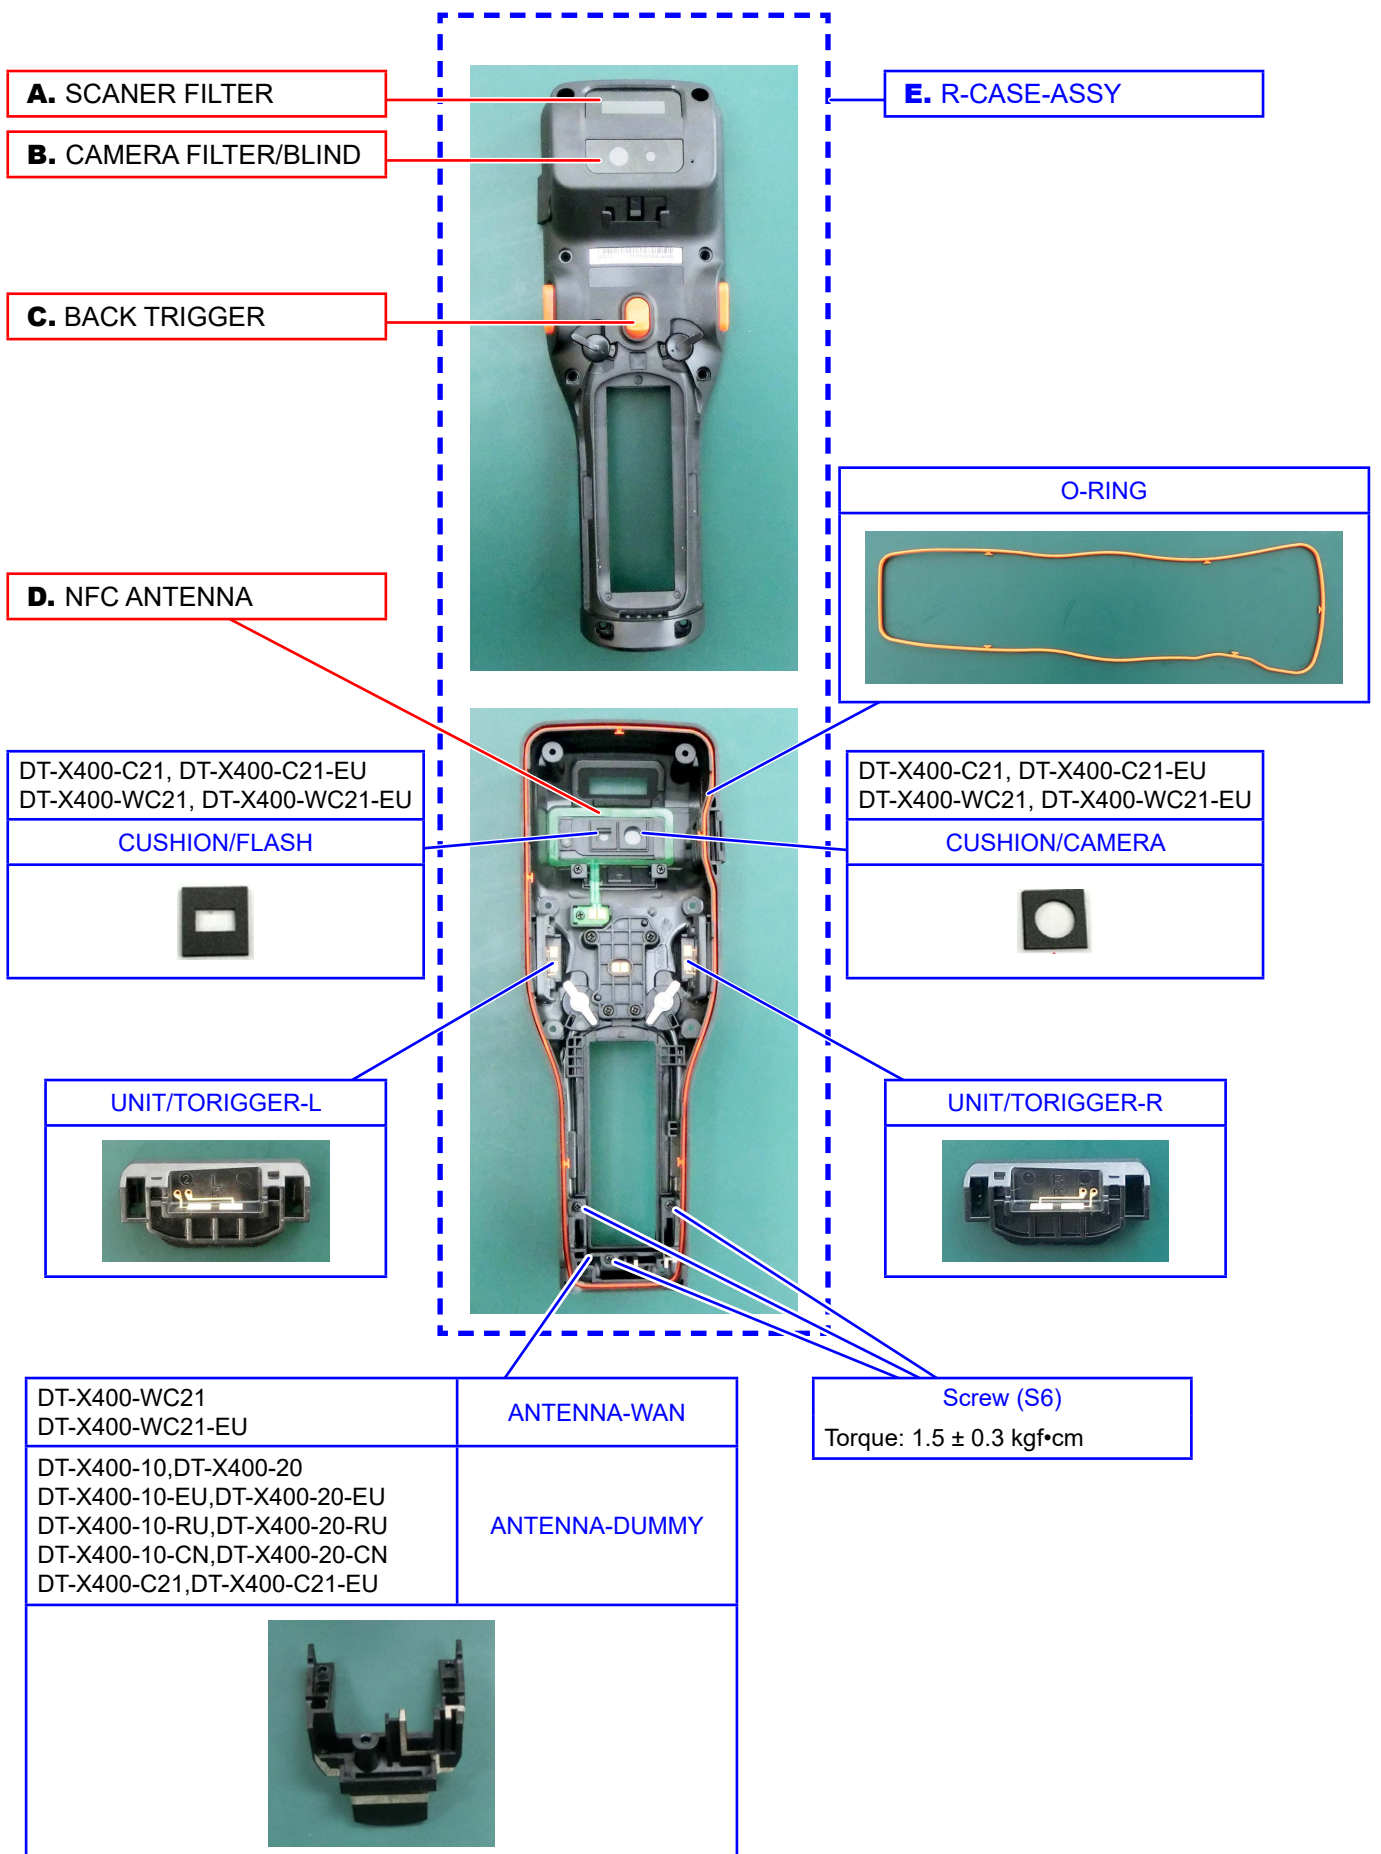 A. SCANER FILTER
E. R-CASE-ASSY
B. CAMERA FILTER/BLIND
C. BACK TRIGGER
O-RING
D. NFC ANTENNA
DT-X400-C21, DT-X400-C21-EU
DT-X400-WC21, DT-X400-WC21-EU
CUSHION/FLASH
DT-X400-C21, DT-X400-C21-EU
DT-X400-WC21, DT-X400-WC21-EU
CUSHION/CAMERA
UNIT/TORIGGER-L
2 L
UNIT/TORIGGER-R
R
DT-X400-WC21
DT-X400-WC21-EU
ANTENNA-WAN
DT-X400-10,DT-X400-20
DT-X400-10-EU,DT-X400-20-EU
DT-X400-10-RU,DT-X400-20-RU
DT-X400-10-CN,DT-X400-20-CN
DT-X400-C21,DT-X400-C21-EU
ANTENNA-DUMMY
Screw (S6)
Torque: 1.5 ± 0.3 kgf•cm